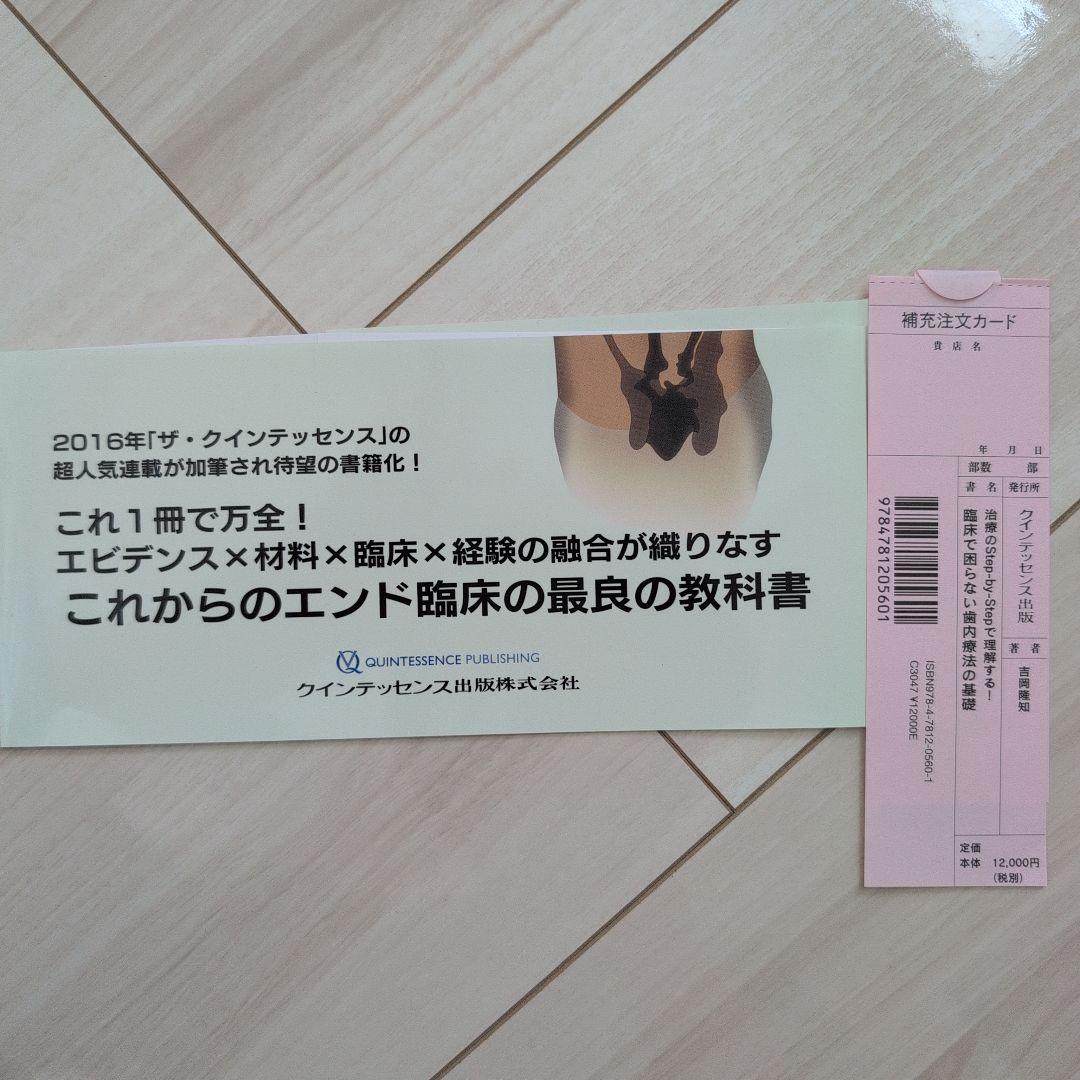 2016年「ザ・クインテッセンス」の
超人気連載が加筆され待望の書籍化！
これ1冊で万全！
エビデンス×材料×臨床×経験の融合が織りなす
これからのエンド臨床の最良の教科書
QUINTESSENCE PUBLISHING
クインテッセンス出版株式会社
補充注文カード
貴店名
年 月 日
部数 部
書名
発行所
クインテッセンス出版
治療のStep-by-Stepで理解する！
臨床で困らない歯内療法の基礎
著者
吉岡隆知
9784781205601
ISBN978-4-7812-0560-1
C3047 ¥12000E
定価
本体 12,000円
(税別)